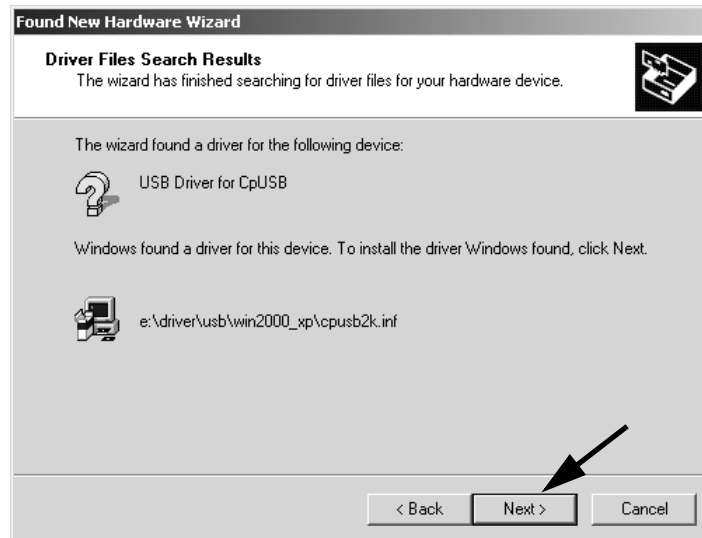 Found New Hardware Wizard
Driver Files Search Results
The wizard has finished searching for driver files for your hardware device.
The wizard found a driver for the following device:
USB Driver for CpUSB
Windows found a driver for this device. To install the driver Windows found, click Next.
e:\driver\usb\win2000_xp\cpusb2k.inf
< Back Next > Cancel